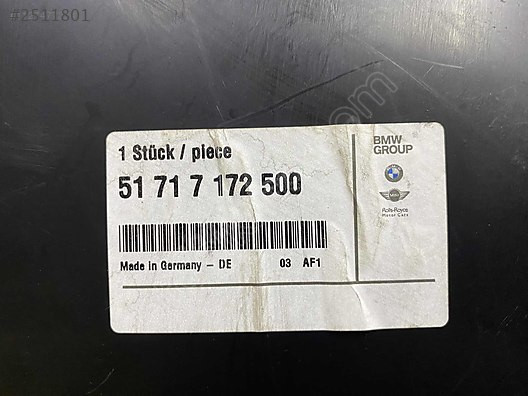 #2511801
1 Stück / piece
51 71 7 172 500
Made in Germany – DE 03 AF1
BMW
GROUP
MINI
Rolls-Royce
Motor Cars